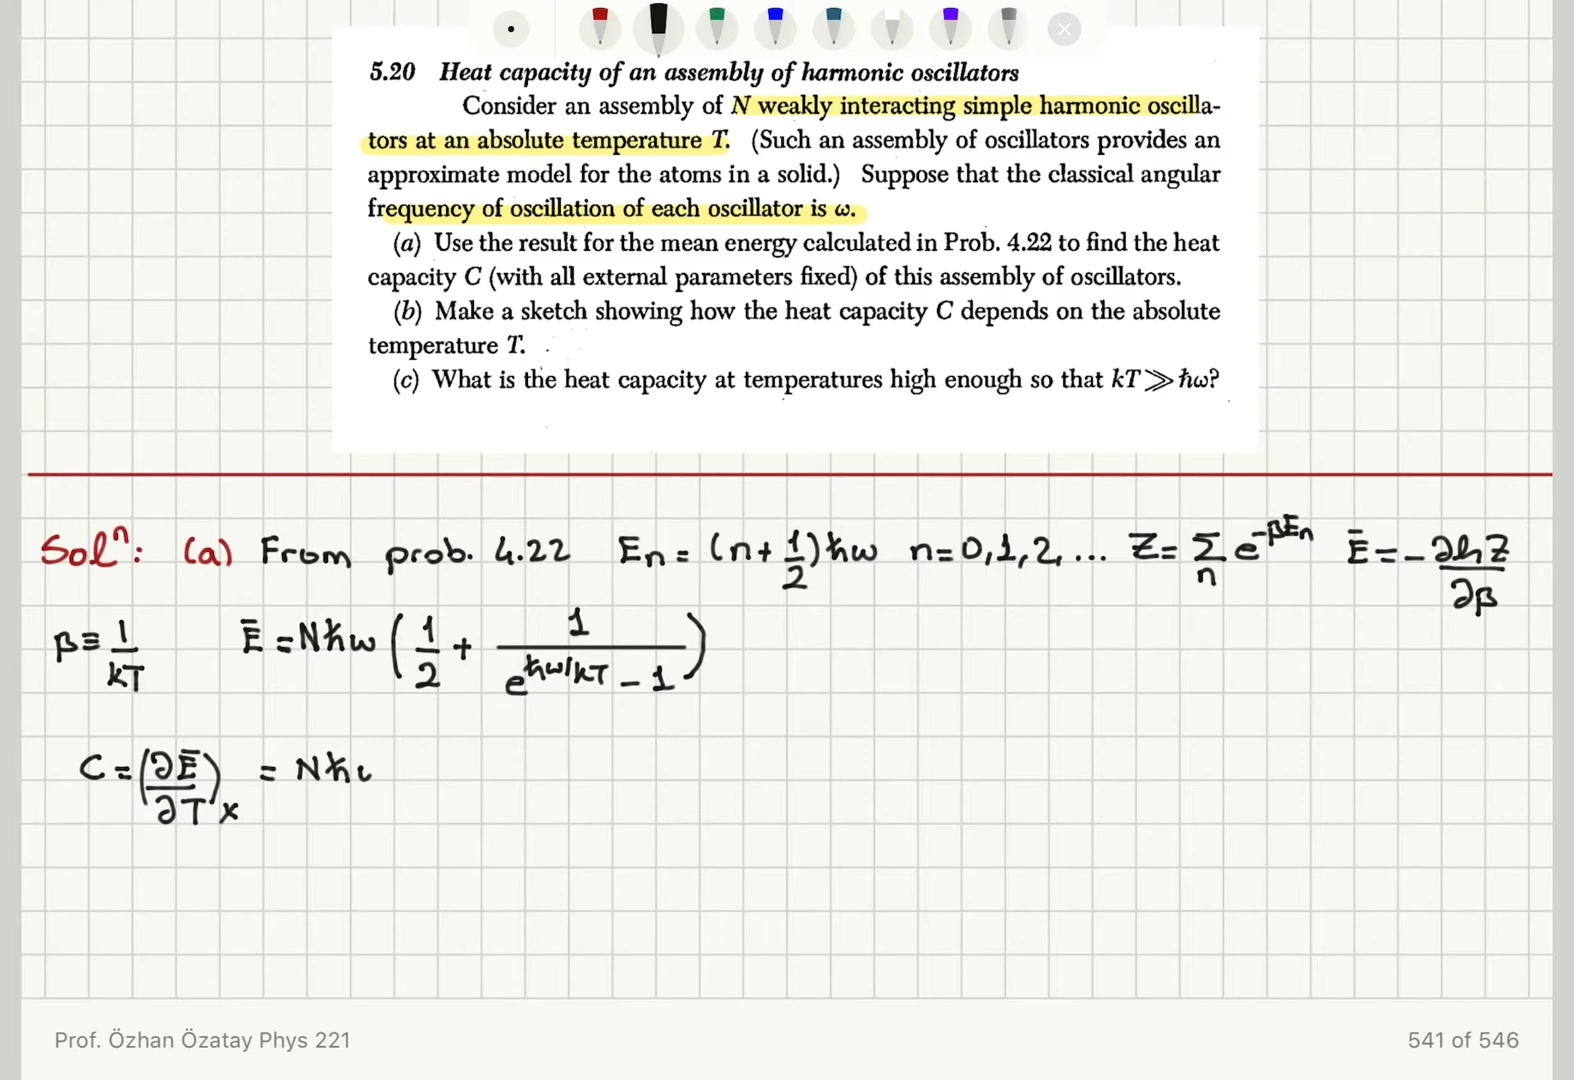 5.20 Heat capacity of an assembly of harmonic oscillators
Consider an assembly of N weakly interacting simple harmonic oscilla-
tors at an absolute temperature T. (Such an assembly of oscillators provides an
approximate model for the atoms in a solid.) Suppose that the classical angular
frequency of oscillation of each oscillator is ω.
(a) Use the result for the mean energy calculated in Prob. 4.22 to find the heat
capacity C (with all external parameters fixed) of this assembly of oscillators.
(b) Make a sketch showing how the heat capacity C depends on the absolute
temperature T.
(c) What is the heat capacity at temperatures high enough so that kT ≫ ħω?
Solⁿ: (a) From prob. 4.22 En = (n + 1/2) ħω n = 0,1,2,... Z = Σn e^(-βEn) Ē = - ∂lnZ/∂β
β ≡ 1/kT Ē = Nħω (1/2 + 1/(e^(ħω/kT) - 1))
C = (∂Ē/∂T)x = Nħ
Prof. Özhan Özatay Phys 221
541 of 546